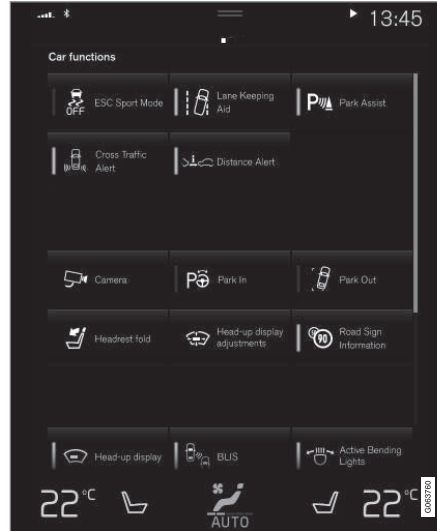 13:45
Car functions
OFF
ESC Sport Mode
Lane Keeping
Aid
P
Park Assist
Cross Traffic
Alert
Distance Alert
Camera
P
Park In
Park Out
Headrest fold
Head-up display
adjustments
90
Road Sign
Information
Head-up display
BLIS
Active Bending
Lights
22°C
AUTO
22°C
G063760